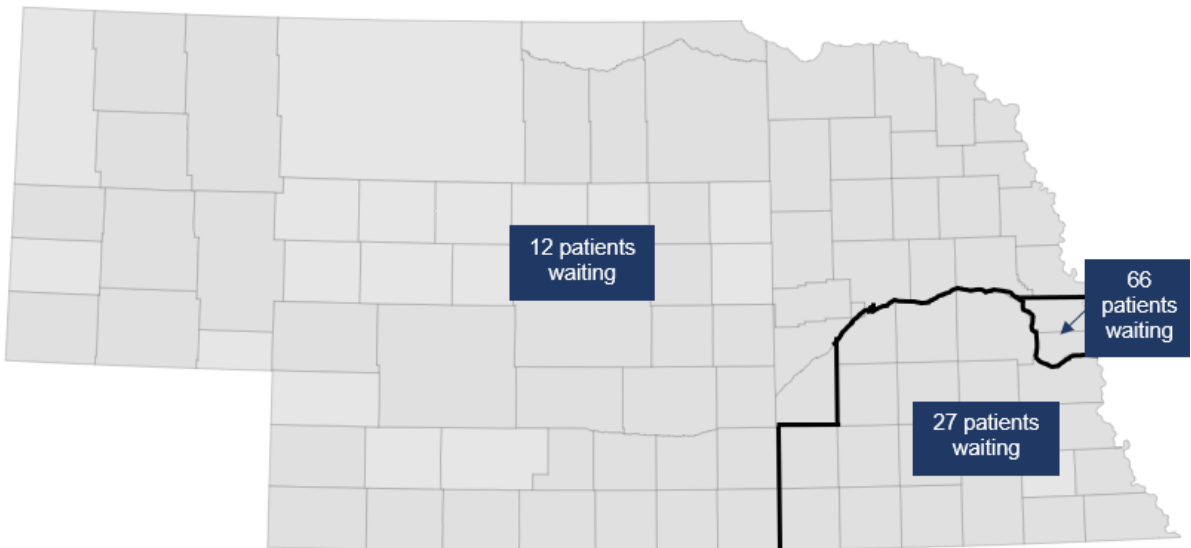 12 patients
waiting
66
patients
waiting
27 patients
waiting